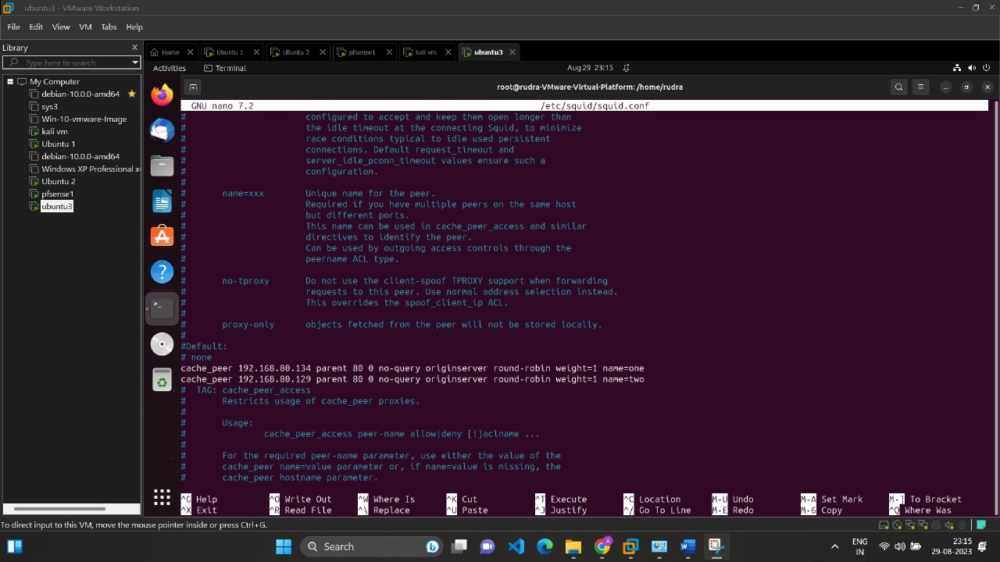 ubuntu3 - VMware Workstation
File Edit View VM Tabs Help
Library
Type here to search
My Computer
debian-10.0.0-amd64
sys3
Win-10-vmware-Image
kali vm
Ubuntu 1
debian-10.0.0-amd64
Windows XP Professional x
Ubuntu 2
pfsense1
ubuntu3
Home Ubuntu 1 Ubuntu 2 pfsense1 kali vm ubuntu3
Activities Terminal Aug 29 23:15
root@rudra-VMware-Virtual-Platform: /home/rudra
GNU nano 7.2 /etc/squid/squid.conf
# configured to accept and keep them open longer than
# the idle timeout at the connecting Squid, to minimize
# race conditions typical to idle used persistent
# connections. Default request_timeout and
# server_idle_pconn_timeout values ensure such a
# configuration.
#
# name=xxx Unique name for the peer.
# Required if you have multiple peers on the same host
# but different ports.
# This name can be used in cache_peer_access and similar
# directives to identify the peer.
# Can be used by outgoing access controls through the
# peername ACL type.
#
# no-tproxy Do not use the client-spoof TPROXY support when forwarding
# requests to this peer. Use normal address selection instead.
# This overrides the spoof_client_ip ACL.
#
# proxy-only objects fetched from the peer will not be stored locally.
#
#Default:
# none
cache_peer 192.168.80.134 parent 80 0 no-query originserver round-robin weight=1 name=one
cache_peer 192.168.80.129 parent 80 0 no-query originserver round-robin weight=1 name=two
# TAG: cache_peer_access
# Restricts usage of cache_peer proxies.
#
# Usage:
# cache_peer_access peer-name allow|deny [!]aclname ...
#
# For the required peer-name parameter, use either the value of the
# cache_peer name=value parameter or, if name=value is missing, the
# cache_peer hostname parameter.
^G Help ^O Write Out ^W Where Is ^K Cut ^T Execute ^C Location M-U Undo M-A Set Mark M-] To Bracket
^X Exit ^R Read File ^\ Replace ^U Paste ^J Justify ^/ Go To Line M-E Redo M-6 Copy ^Q Where Was
To direct input to this VM, move the mouse pointer inside or press Ctrl+G.
Search
ENG
IN
23:15
29-08-2023